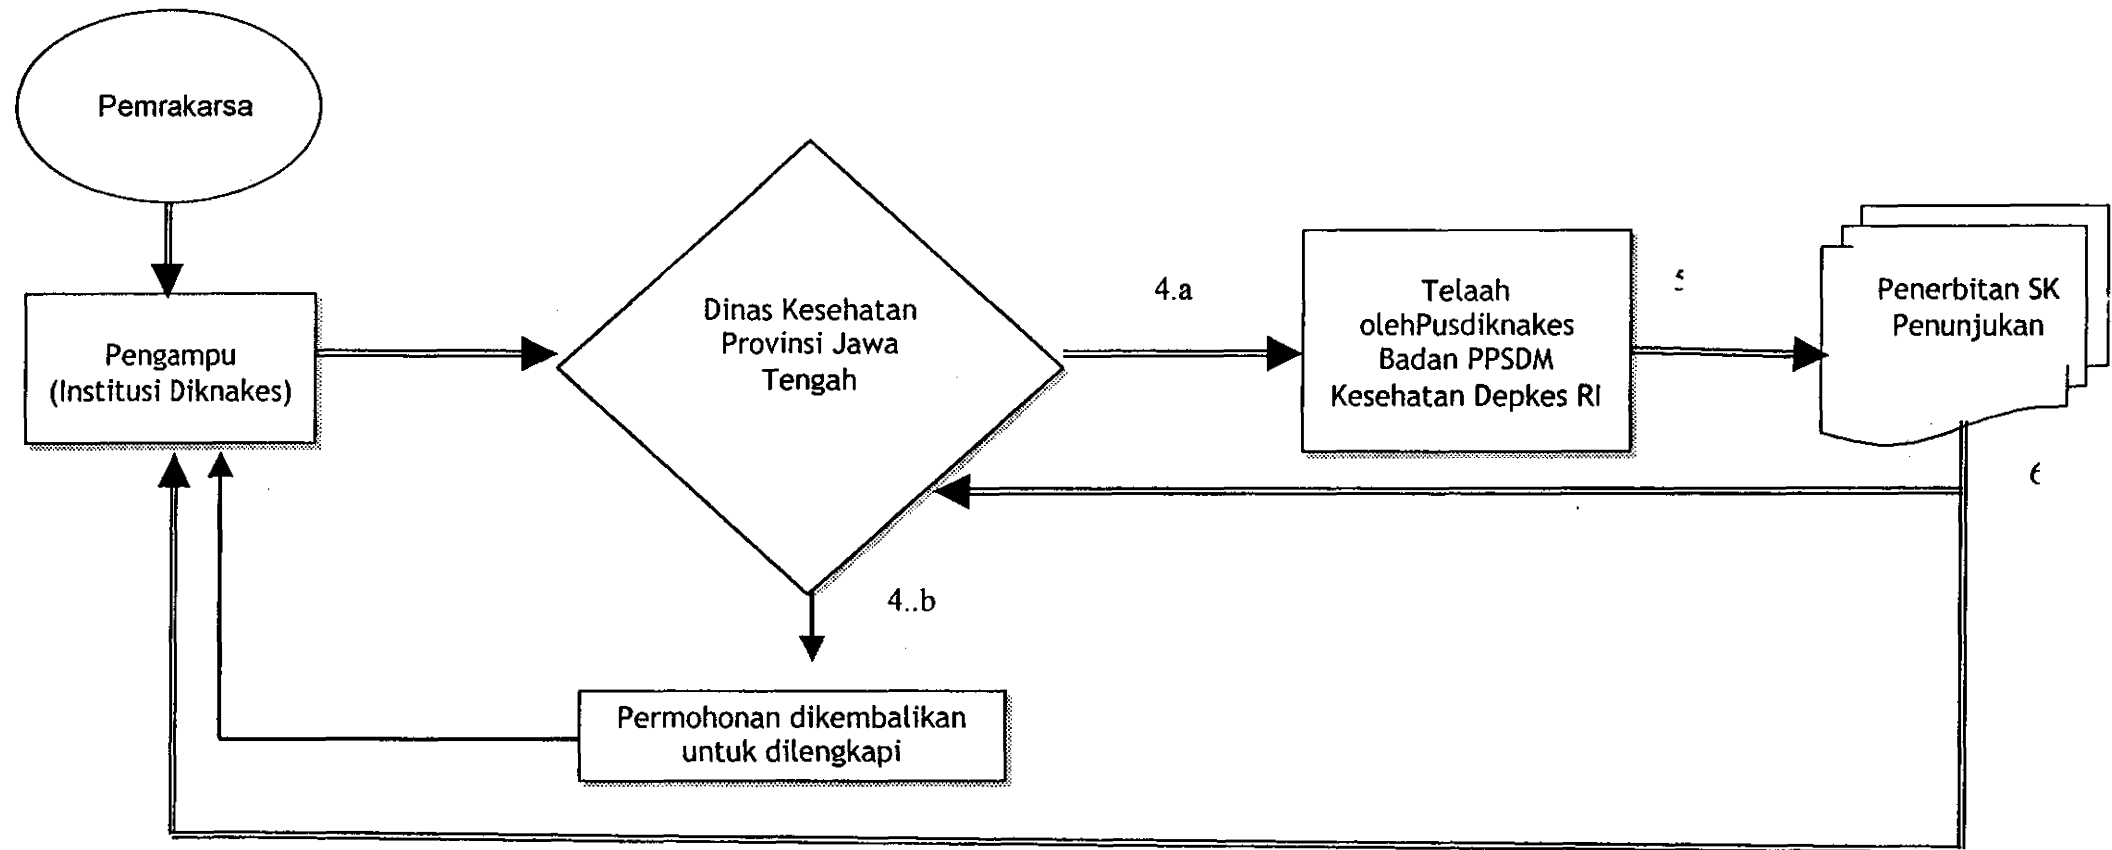 Pemrakarsa
Pengampu
(Institusi Diknakes)
Dinas Kesehatan
Provinsi Jawa
Tengah
4.a
Telaah
olehPusdiknakes
Badan PPSDM
Kesehatan Depkes RI
5
Penerbitan SK
Penunjukan
4..b
Permohonan dikembalikan
untuk dilengkapi